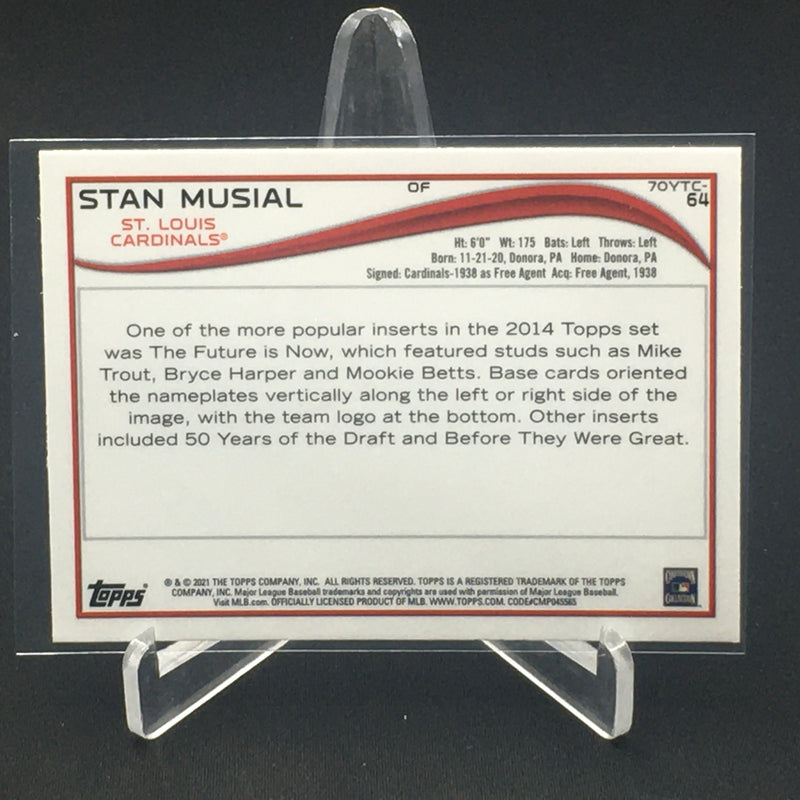 STAN MUSIAL
OF
70YTC-
64
ST. LOUIS
CARDINALS®
Ht: 6'0" Wt: 175 Bats: Left Throws: Left
Born: 11-21-20, Donora, PA Home: Donora, PA
Signed: Cardinals-1938 as Free Agent Acq: Free Agent, 1938
One of the more popular inserts in the 2014 Topps set
was The Future is Now, which featured studs such as Mike
Trout, Bryce Harper and Mookie Betts. Base cards oriented
the nameplates vertically along the left or right side of the
image, with the team logo at the bottom. Other inserts
included 50 Years of the Draft and Before They Were Great.
Topps®
® & © 2021 THE TOPPS COMPANY, INC. ALL RIGHTS RESERVED. TOPPS IS A REGISTERED TRADEMARK OF THE TOPPS
COMPANY, INC. Major League Baseball trademarks and copyrights are used with permission of Major League Baseball.
Visit MLB.com. OFFICIALLY LICENSED PRODUCT OF MLB. WWW.TOPPS.COM. CODE#CMP045565
COOPERSTOWN
COLLECTION